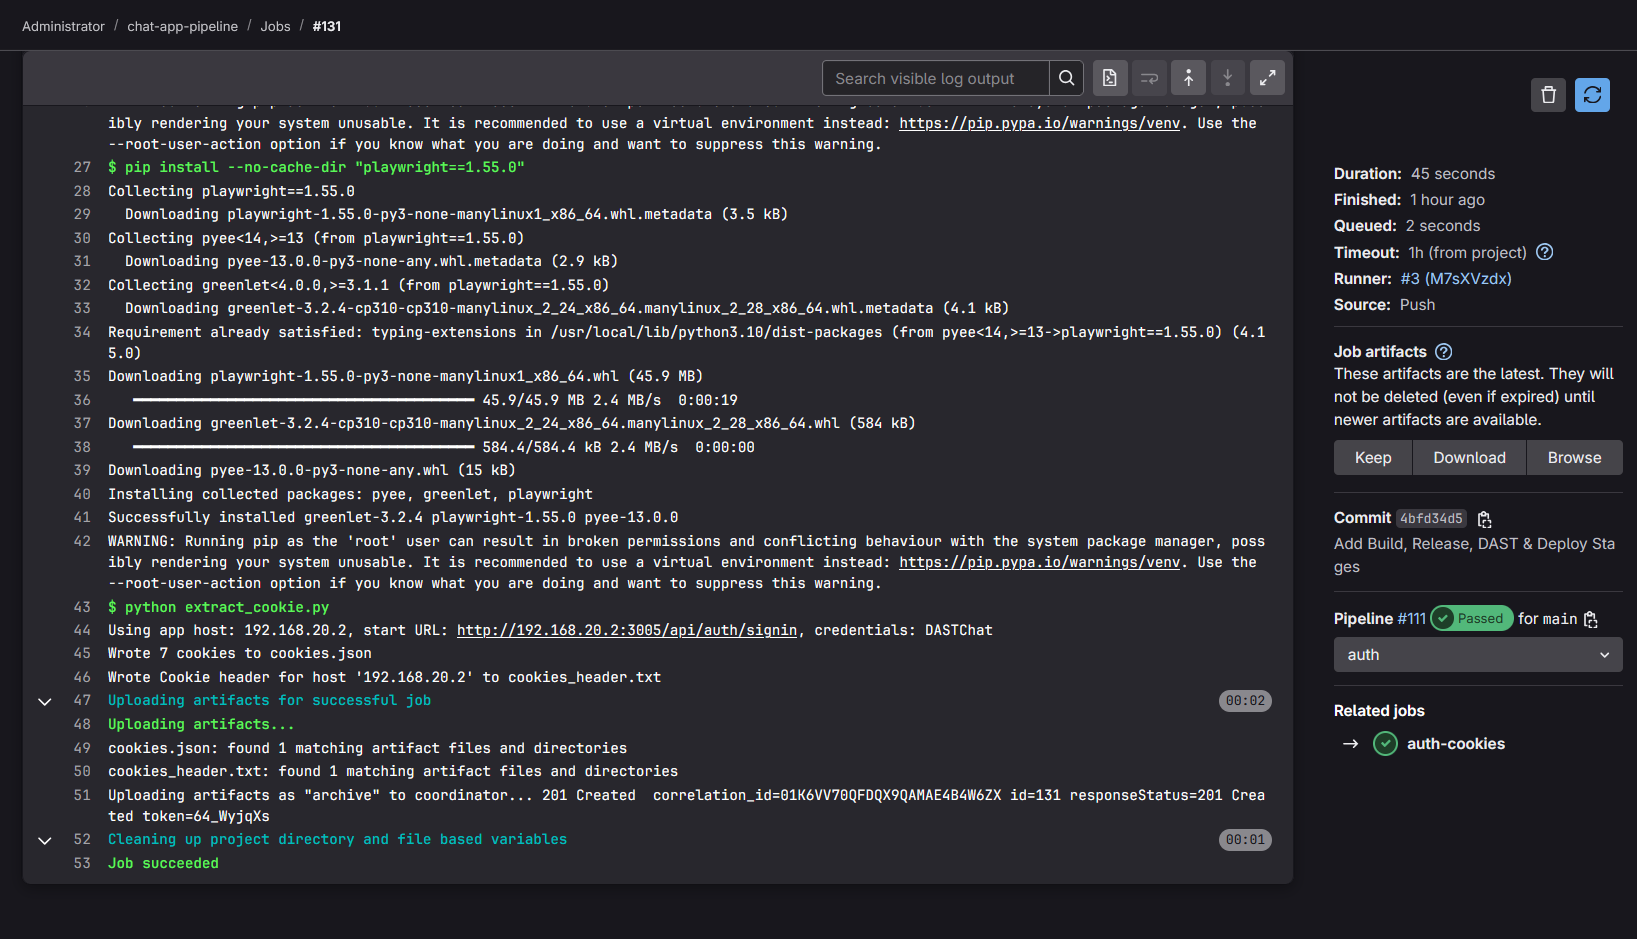 Administrator / chat-app-pipeline / Jobs / #131
Search visible log output
ibly rendering your system unusable. It is recommended to use a virtual environment instead: https://pip.pypa.io/warnings/venv. Use the
--root-user-action option if you know what you are doing and want to suppress this warning.
27 $ pip install --no-cache-dir "playwright==1.55.0"
28 Collecting playwright==1.55.0
29 Downloading playwright-1.55.0-py3-none-manylinux1_x86_64.whl.metadata (3.5 kB)
30 Collecting pyee<14,>=13 (from playwright==1.55.0)
31 Downloading pyee-13.0.0-py3-none-any.whl.metadata (2.9 kB)
32 Collecting greenlet<4.0.0,>=3.1.1 (from playwright==1.55.0)
33 Downloading greenlet-3.2.4-cp310-cp310-manylinux_2_24_x86_64.manylinux_2_28_x86_64.whl.metadata (4.1 kB)
34 Requirement already satisfied: typing-extensions in /usr/local/lib/python3.10/dist-packages (from pyee<14,>=13->playwright==1.55.0) (4.1
5.0)
35 Downloading playwright-1.55.0-py3-none-manylinux1_x86_64.whl (45.9 MB)
36 45.9/45.9 MB 2.4 MB/s 0:00:19
37 Downloading greenlet-3.2.4-cp310-cp310-manylinux_2_24_x86_64.manylinux_2_28_x86_64.whl (584 kB)
38 584.4/584.4 kB 2.4 MB/s 0:00:00
39 Downloading pyee-13.0.0-py3-none-any.whl (15 kB)
40 Installing collected packages: pyee, greenlet, playwright
41 Successfully installed greenlet-3.2.4 playwright-1.55.0 pyee-13.0.0
42 WARNING: Running pip as the 'root' user can result in broken permissions and conflicting behaviour with the system package manager, poss
ibly rendering your system unusable. It is recommended to use a virtual environment instead: https://pip.pypa.io/warnings/venv. Use the
--root-user-action option if you know what you are doing and want to suppress this warning.
43 $ python extract_cookie.py
44 Using app host: 192.168.20.2, start URL: http://192.168.20.2:3005/api/auth/signin, credentials: DASTChat
45 Wrote 7 cookies to cookies.json
46 Wrote Cookie header for host '192.168.20.2' to cookies_header.txt
47 Uploading artifacts for successful job 00:02
48 Uploading artifacts...
49 cookies.json: found 1 matching artifact files and directories
50 cookies_header.txt: found 1 matching artifact files and directories
51 Uploading artifacts as "archive" to coordinator... 201 Created correlation_id=01K6VV70QFDQX9QAMAE4B4W6ZX id=131 responseStatus=201 Crea
ted token=64_WyjqXs
52 Cleaning up project directory and file based variables 00:01
53 Job succeeded
Duration: 45 seconds
Finished: 1 hour ago
Queued: 2 seconds
Timeout: 1h (from project)
Runner: #3 (M7sXVzdx)
Source: Push
Job artifacts
These artifacts are the latest. They will
not be deleted (even if expired) until
newer artifacts are available.
Keep Download Browse
Commit 4bfd34d5
Add Build, Release, DAST & Deploy Sta
ges
Pipeline #111 Passed for main
auth
Related jobs
auth-cookies